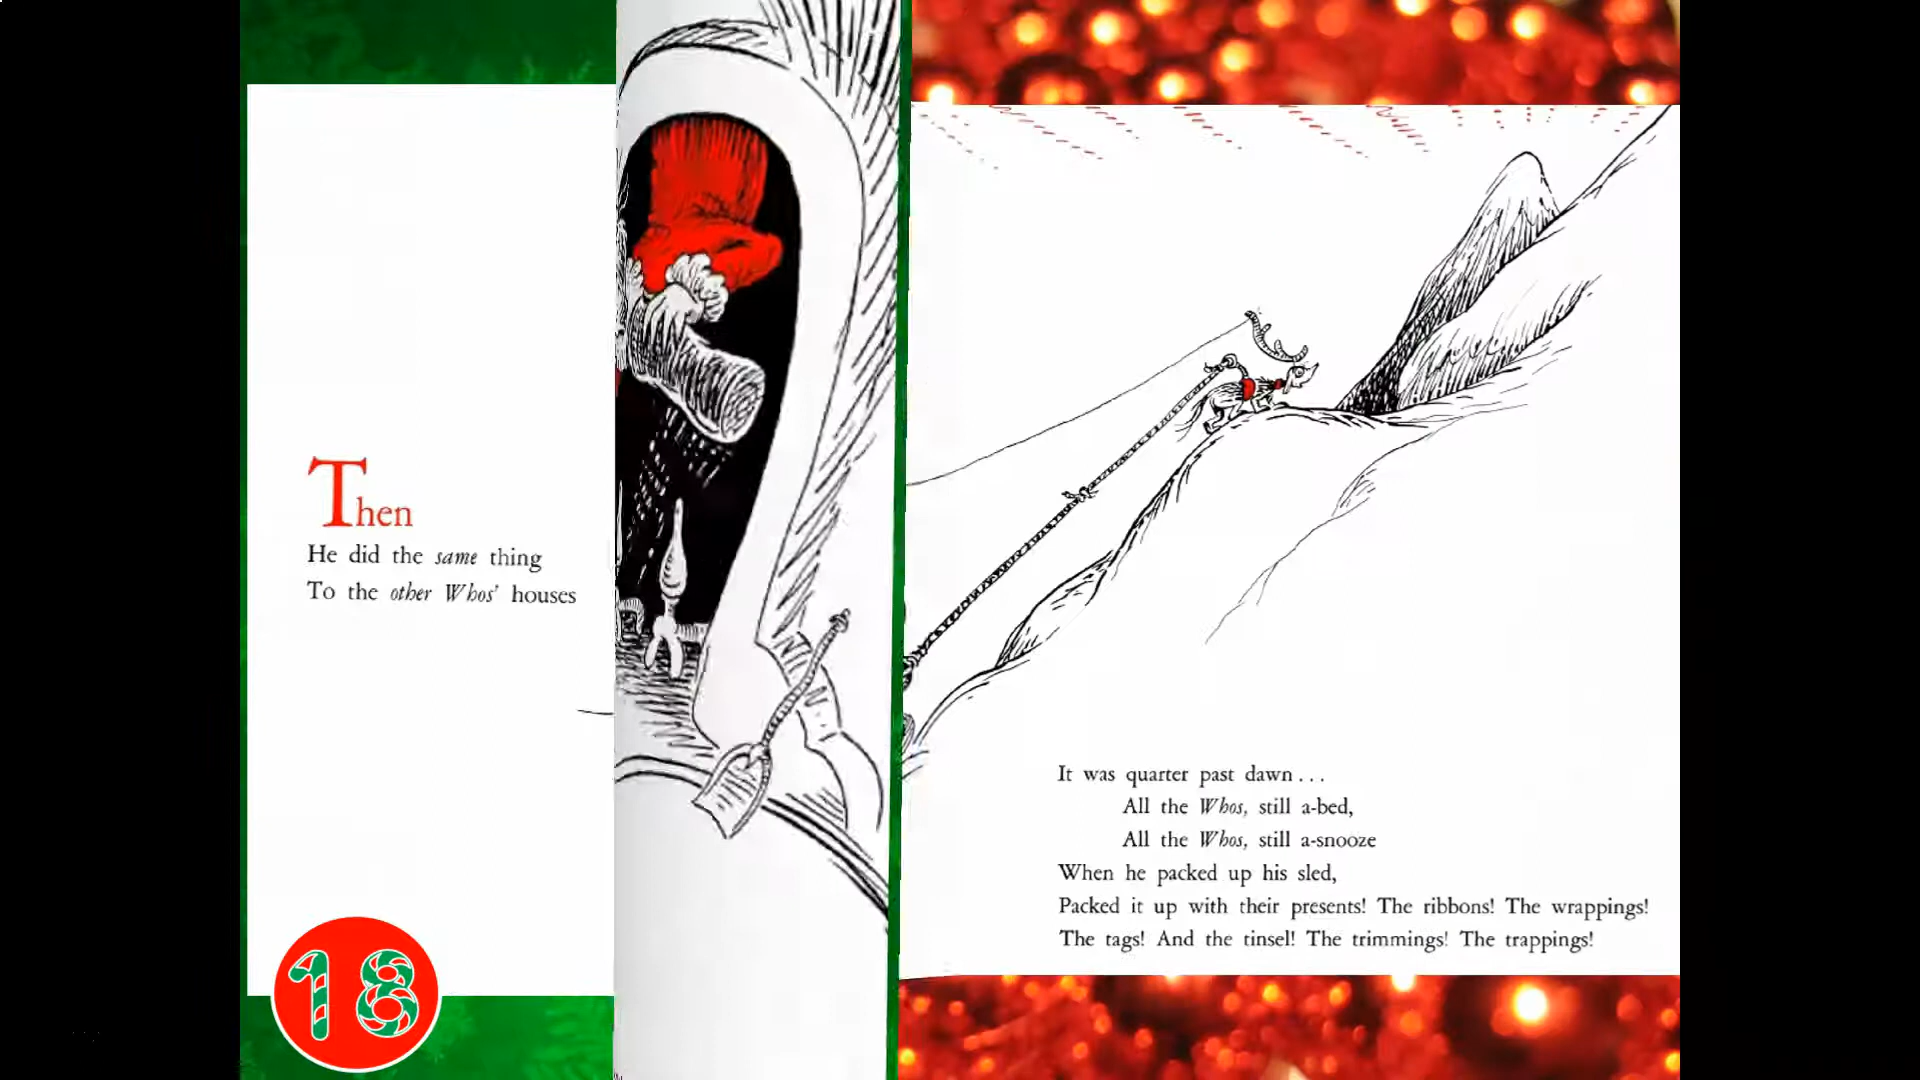 Then
He did the same thing
To the other Whos' houses
18
It was quarter past dawn...
All the Whos, still a-bed,
All the Whos, still a-snooze
When he packed up his sled,
Packed it up with their presents! The ribbons! The wrappings!
The tags! And the tinsel! The trimmings! The trappings!